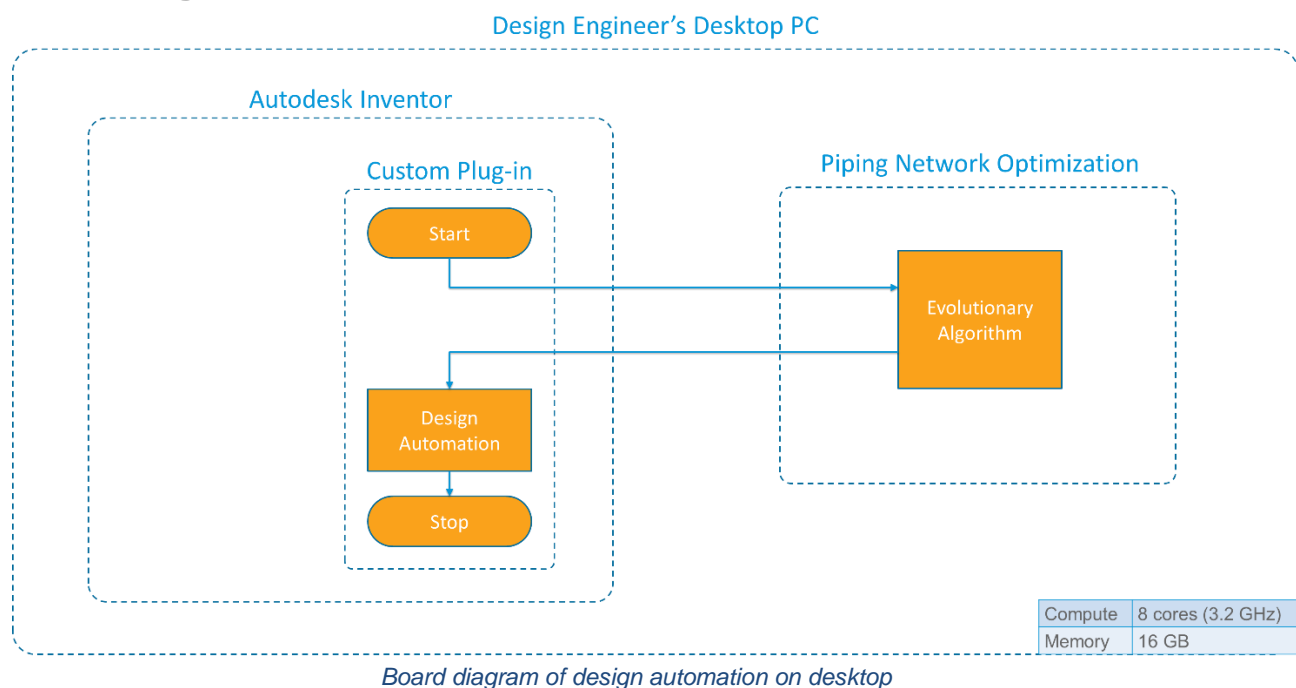 Design Engineer’s Desktop PC
Autodesk Inventor
Custom Plug-in
Piping Network Optimization
Start
Evolutionary
Algorithm
Design
Automation
Stop
Compute 8 cores (3.2 GHz)
Memory 16 GB
Board diagram of design automation on desktop